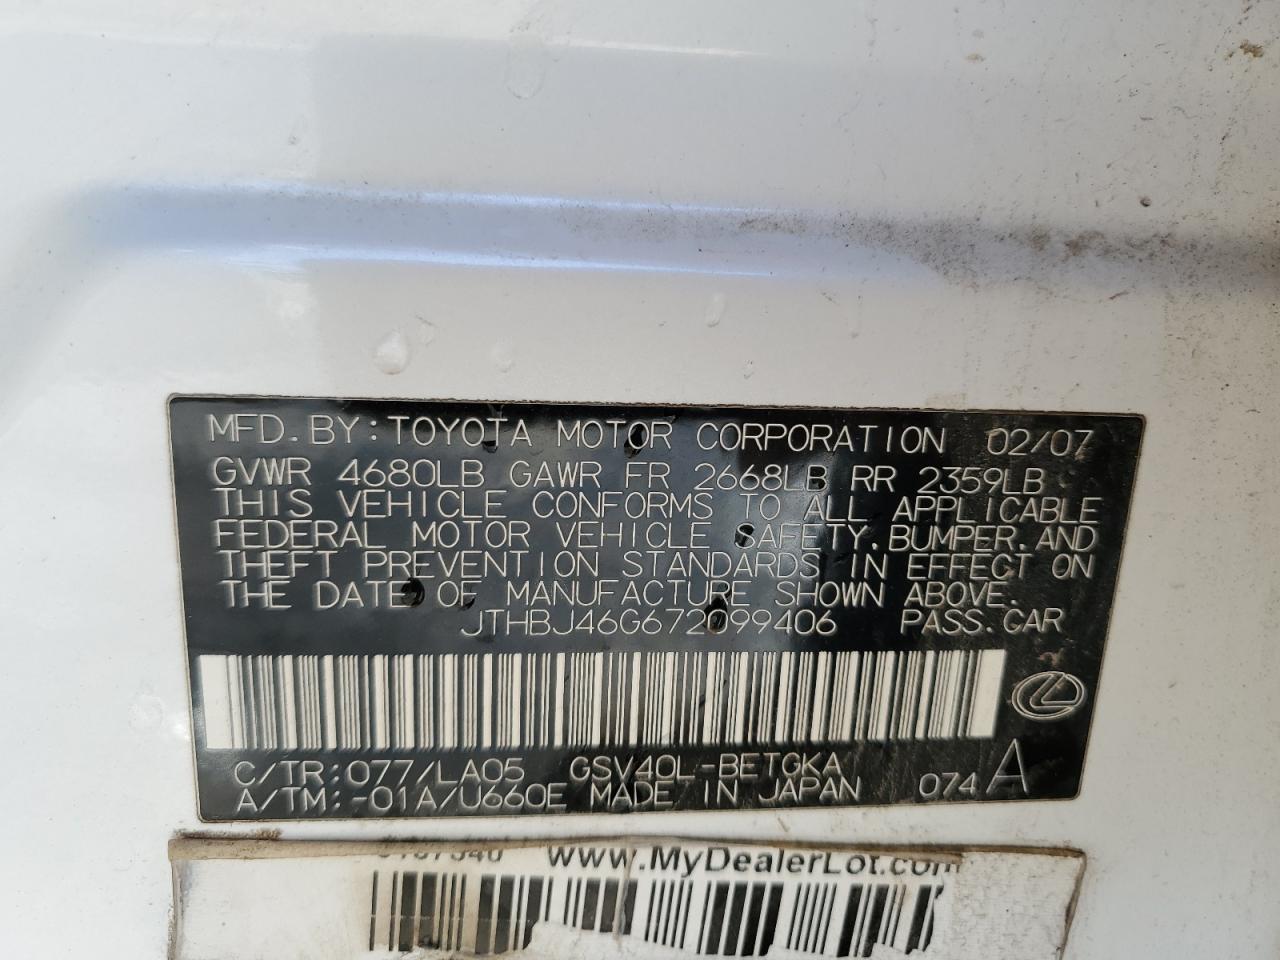 MFD.BY:TOYOTA MOTOR CORPORATION 02/07
GVWR 4680LB GAWR FR 2668LB RR 2359LB
THIS VEHICLE CONFORMS TO ALL APPLICABLE
FEDERAL MOTOR VEHICLE SAFETY,BUMPER,AND
THEFT PREVENTION STANDARDS IN EFFECT ON
THE DATE OF MANUFACTURE SHOWN ABOVE.
JTHBJ46G672099406 PASS.CAR
C/TR:077/LA05 GSV40L-BETGKA
A/TM:-01A/U660E MADE IN JAPAN 074 A
www.MyDealerLot.com